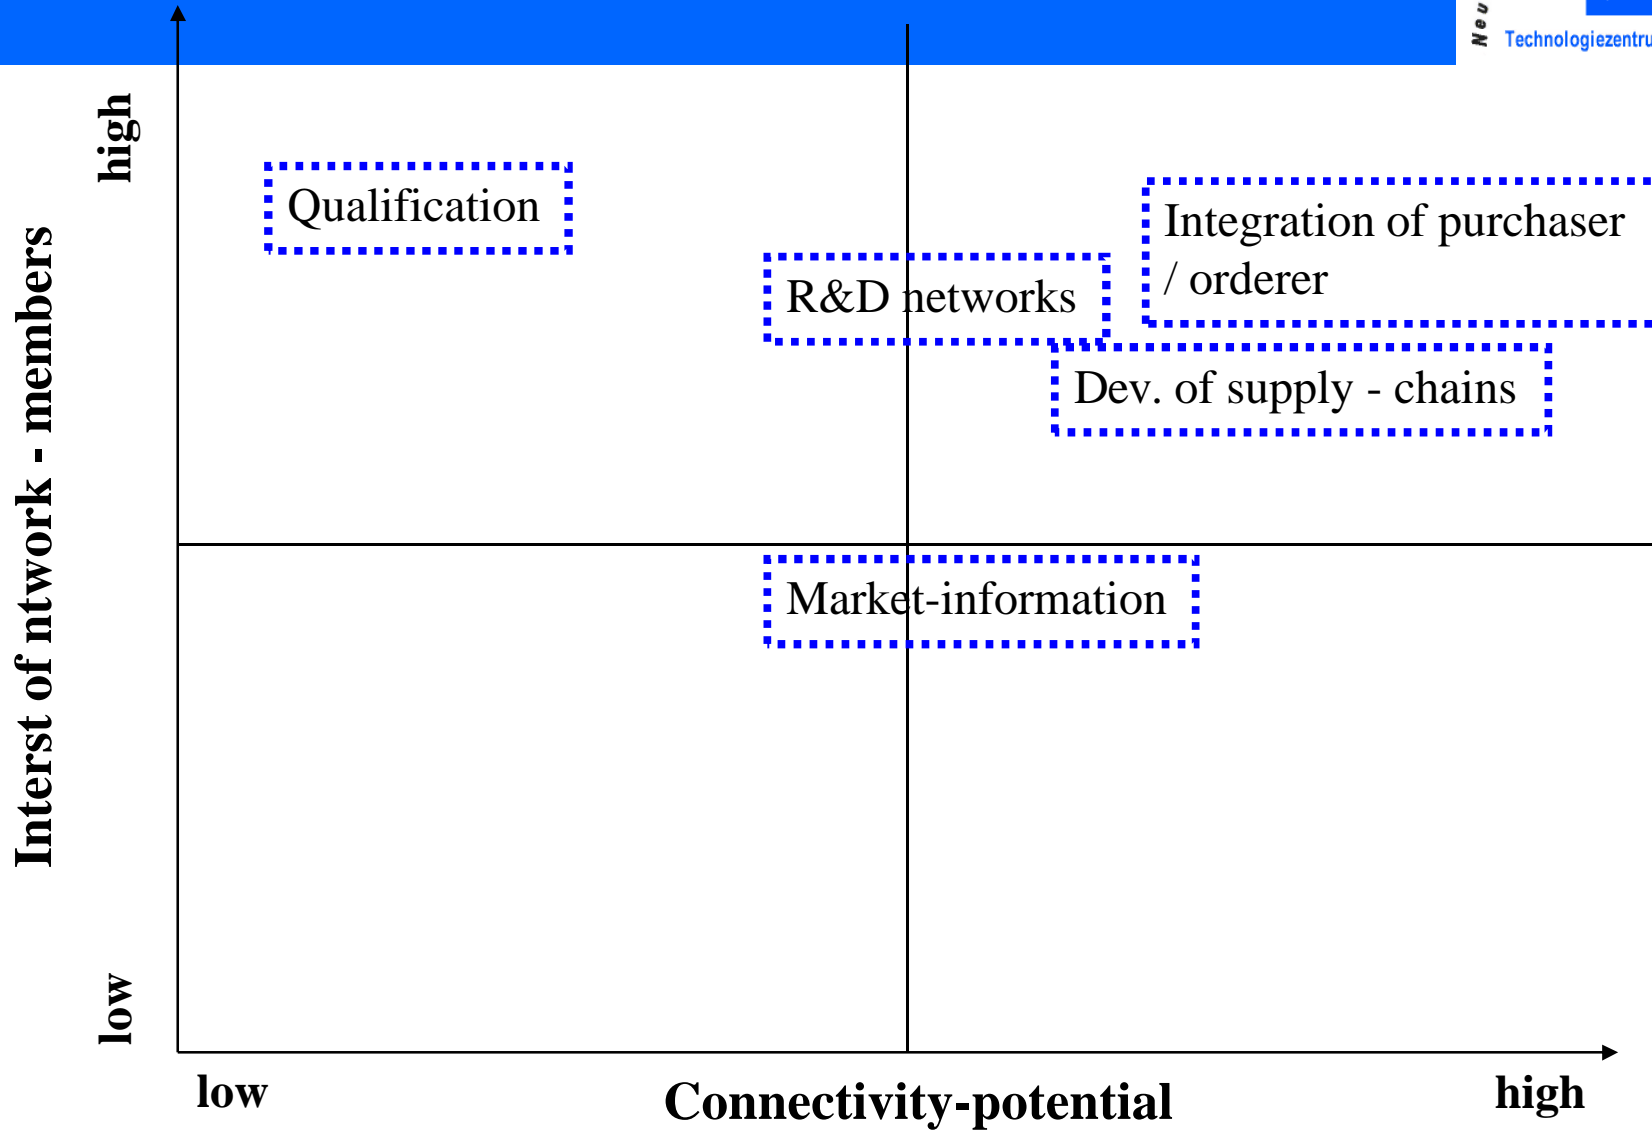 high
Interst of ntwork - members
low
Qualification
R&D networks
Integration of purchaser
/ orderer
Dev. of supply - chains
Market-information
low
Connectivity-potential
high